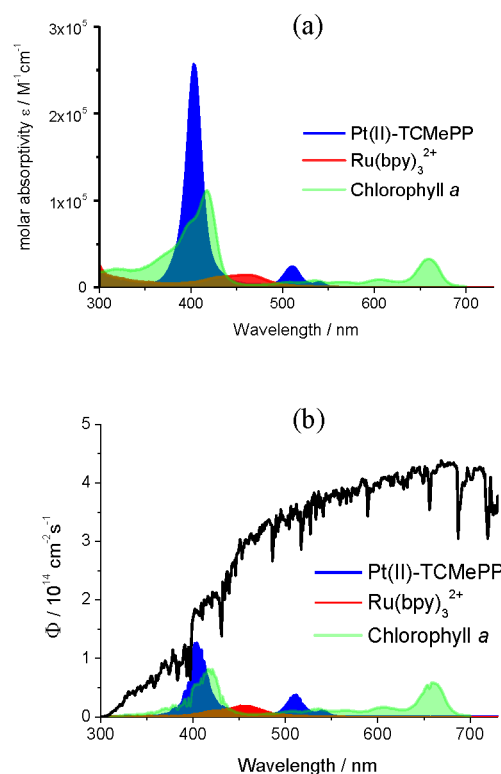 (a)
molar absorptivity ε / M⁻¹cm⁻¹
3x10⁵
2x10⁵
1x10⁵
0
Pt(II)-TCMePP
Ru(bpy)₃²⁺
Chlorophyll a
300 400 500 600 700
Wavelength / nm
(b)
Φ / 10¹⁴ cm⁻²s⁻¹
5
4
3
2
1
0
Pt(II)-TCMePP
Ru(bpy)₃²⁺
Chlorophyll a
300 400 500 600 700
Wavelength / nm